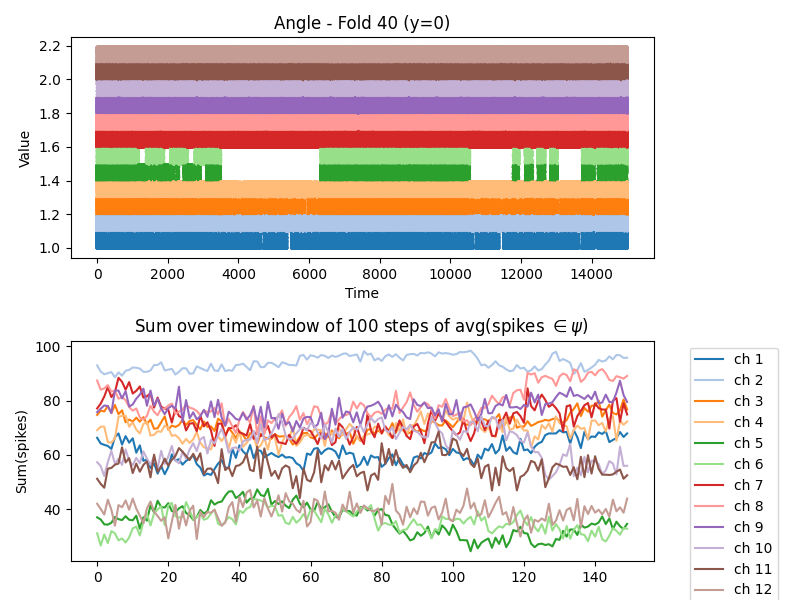 Angle - Fold 40 (y=0)
Value
2.2
2.0
1.8
1.6
1.4
1.2
1.0
0 2000 4000 6000 8000 10000 12000 14000
Time
Sum over timewindow of 100 steps of avg(spikes ∈ ψ)
Sum(spikes)
100
80
60
40
0 20 40 60 80 100 120 140
ch 1
ch 2
ch 3
ch 4
ch 5
ch 6
ch 7
ch 8
ch 9
ch 10
ch 11
ch 12